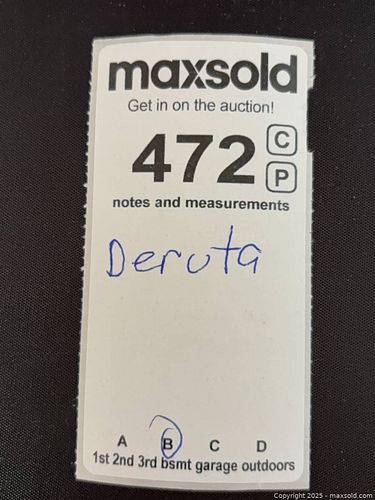 maxsold
Get in on the auction!
472 C
P
notes and measurements
Deruta
A B C D
1st 2nd 3rd bsmt garage outdoors
Copyright 2025 - maxsold.com